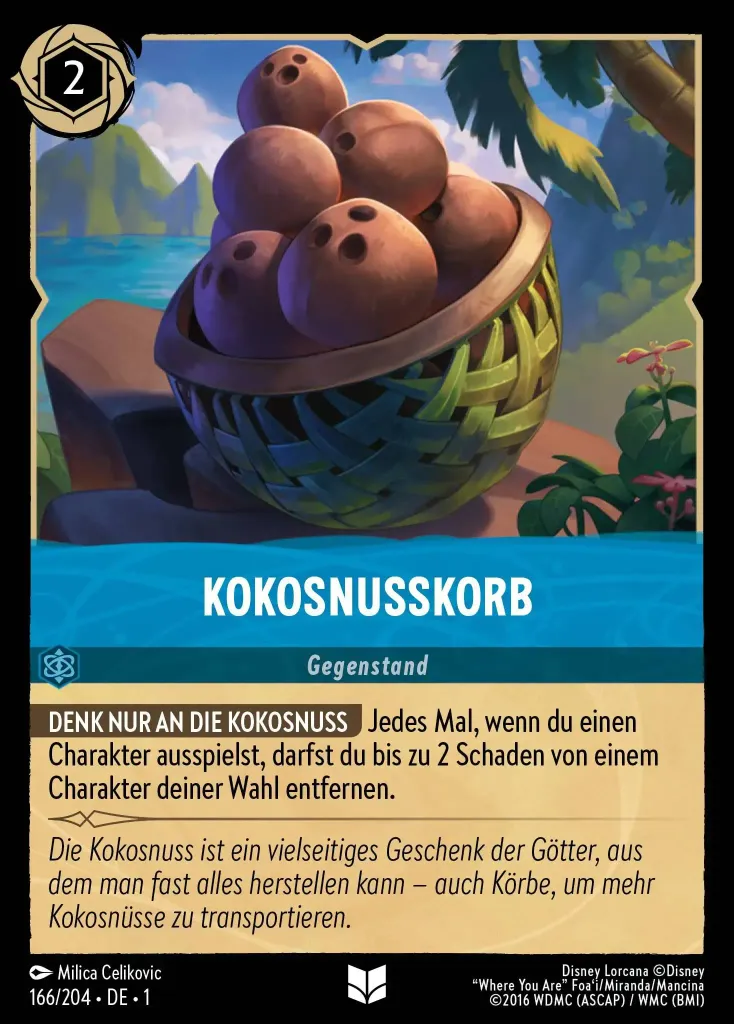 2
KOKOSNUSSKORB
Gegenstand
DENK NUR AN DIE KOKOSNUSS Jedes Mal, wenn du einen
Charakter ausspielst, darfst du bis zu 2 Schaden von einem
Charakter deiner Wahl entfernen.
Die Kokosnuss ist ein vielseitiges Geschenk der Götter, aus
dem man fast alles herstellen kann – auch Körbe, um mehr
Kokosnüsse zu transportieren.
Milica Celikovic
166/204 • DE • 1
Disney Lorcana ©Disney
“Where You Are” Foa‘i/Miranda/Mancina
©2016 WDMC (ASCAP) / WMC (BMI)